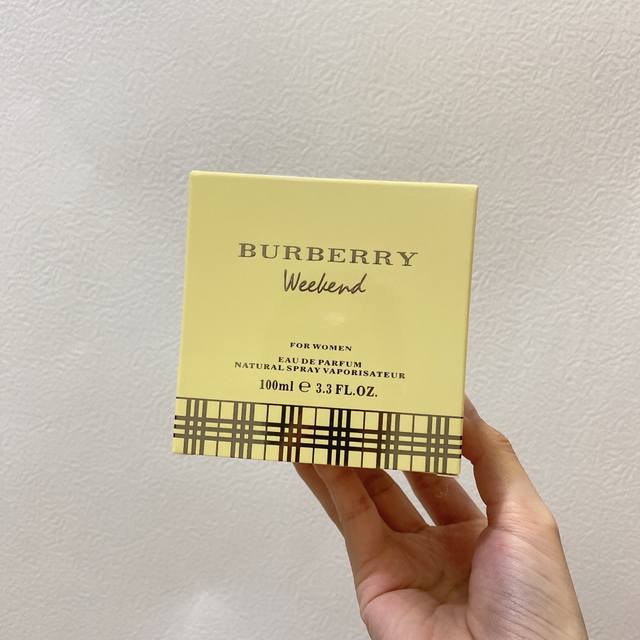 BURBERRY
Weekend
FOR WOMEN
EAU DE PARFUM
NATURAL SPRAY VAPORISATEUR
100ml ℮ 3.3 FL.OZ.